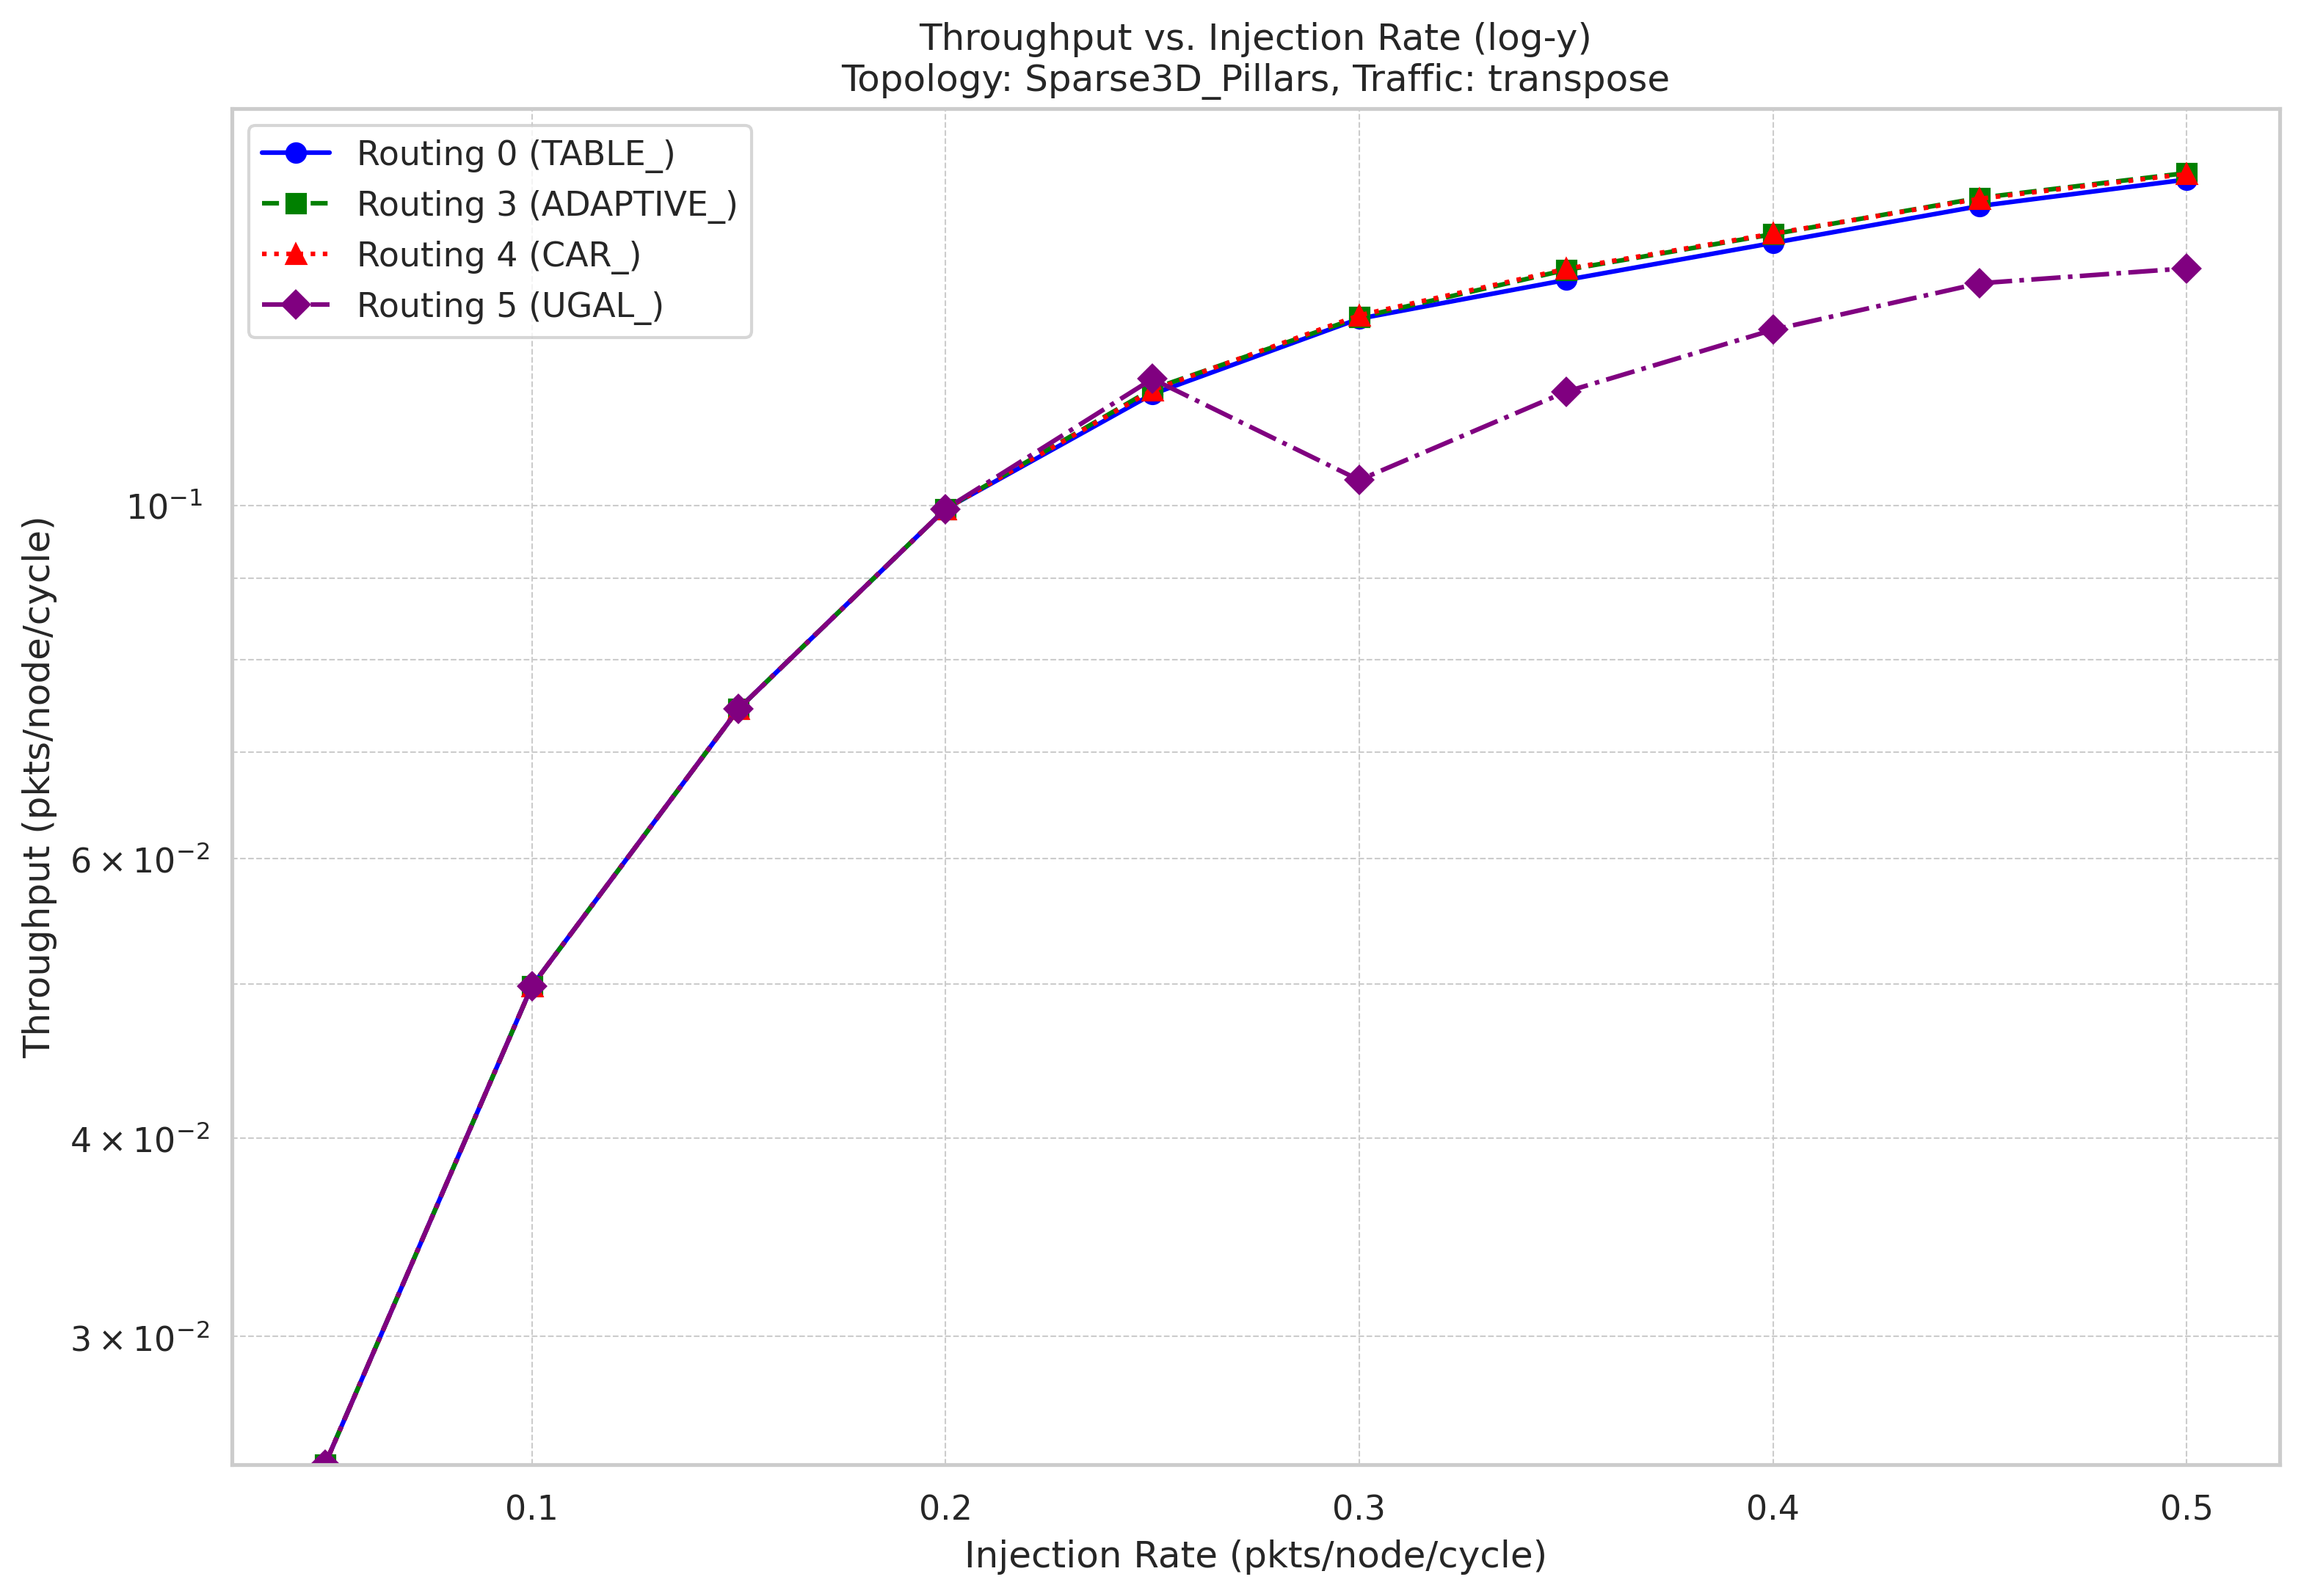 Throughput vs. Injection Rate (log-y)
Topology: Sparse3D_Pillars, Traffic: transpose
Routing 0 (TABLE_)
Routing 3 (ADAPTIVE_)
Routing 4 (CAR_)
Routing 5 (UGAL_)
Throughput (pkts/node/cycle)
10⁻¹
6 × 10⁻²
4 × 10⁻²
3 × 10⁻²
0.1 0.2 0.3 0.4 0.5
Injection Rate (pkts/node/cycle)